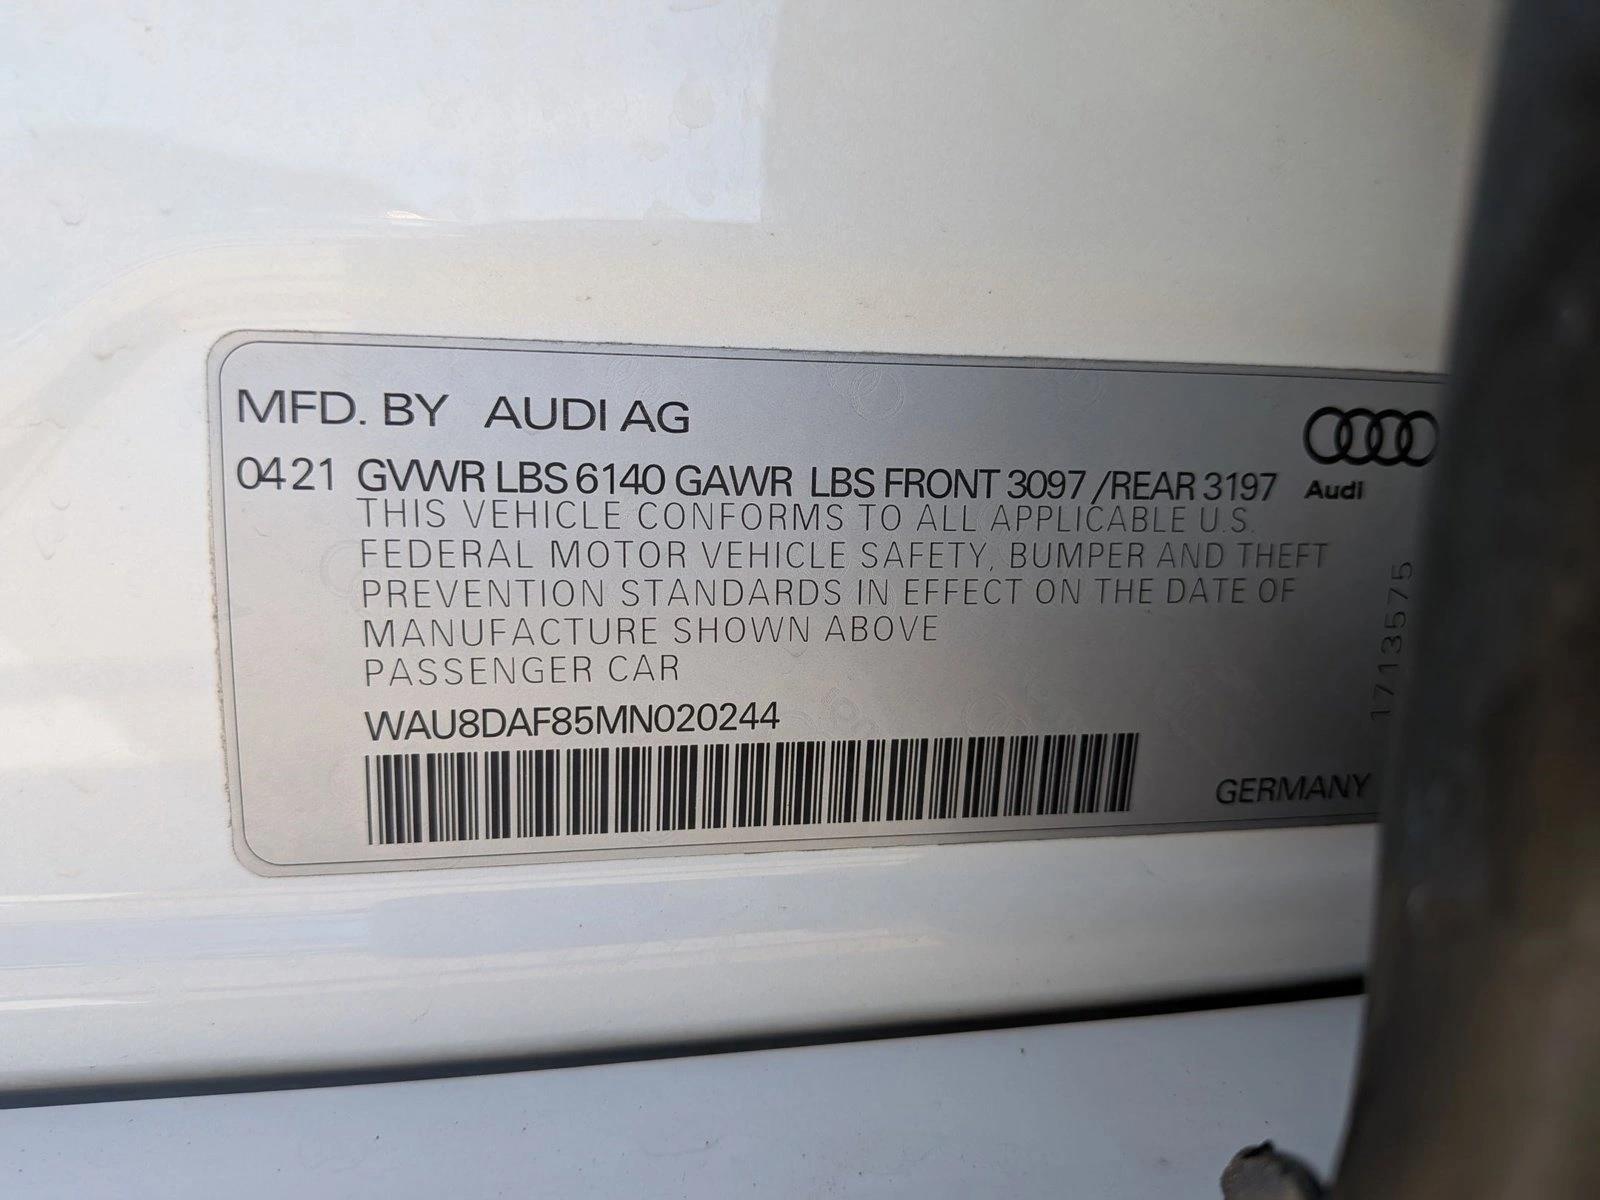 MFD. BY AUDI AG
0421 GVWR LBS 6140 GAWR LBS FRONT 3097 /REAR 3197
Audi
THIS VEHICLE CONFORMS TO ALL APPLICABLE U.S.
FEDERAL MOTOR VEHICLE SAFETY, BUMPER AND THEFT
PREVENTION STANDARDS IN EFFECT ON THE DATE OF
MANUFACTURE SHOWN ABOVE
PASSENGER CAR
WAU8DAF85MN020244
GERMANY
1713575